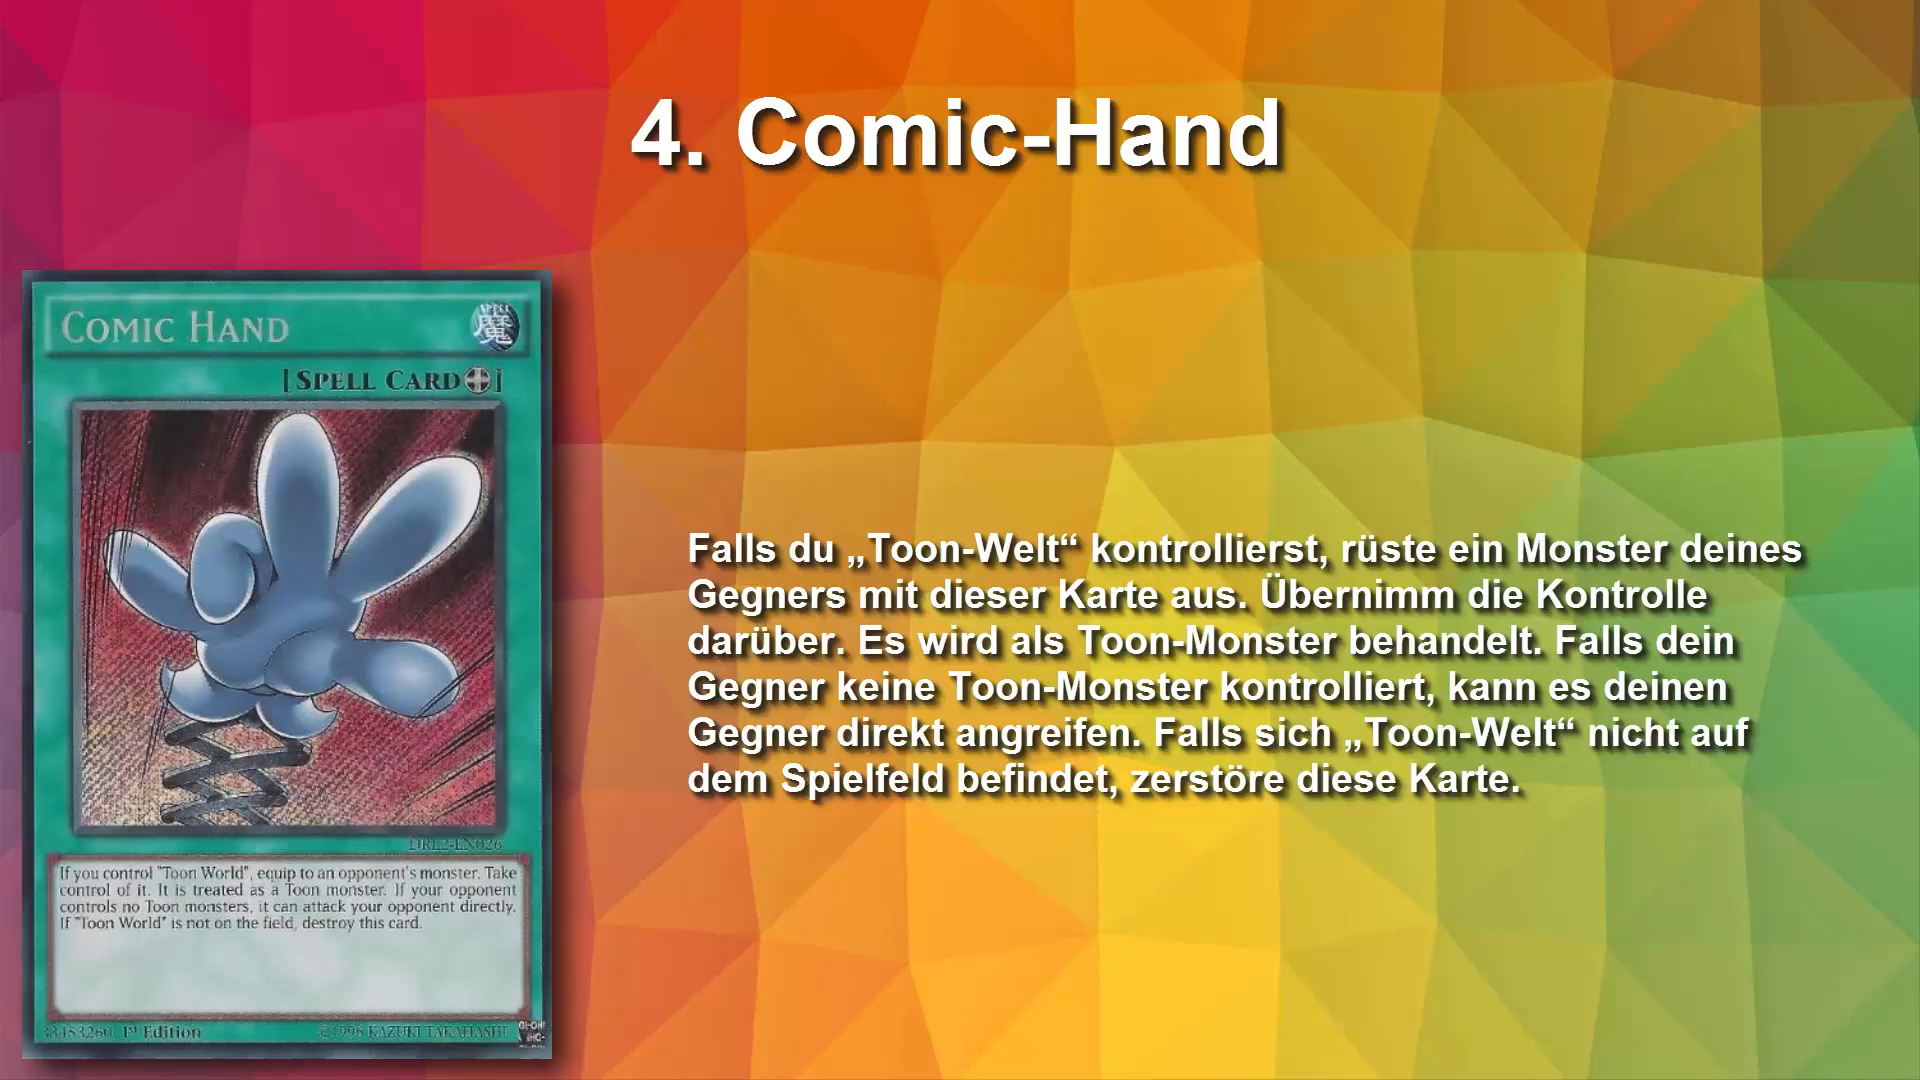 4. Comic-Hand
COMIC HAND
魔
[SPELL CARD]
DRL2-EN026
If you control "Toon World", equip to an opponent's monster. Take
control of it. It is treated as a Toon monster. If your opponent
controls no Toon monsters, it can attack your opponent directly.
If "Toon World" is not on the field, destroy this card.
33453260 1st Edition ©1996 KAZUKI TAKAHASHI
Falls du „Toon-Welt“ kontrollierst, rüste ein Monster deines
Gegners mit dieser Karte aus. Übernimm die Kontrolle
darüber. Es wird als Toon-Monster behandelt. Falls dein
Gegner keine Toon-Monster kontrolliert, kann es deinen
Gegner direkt angreifen. Falls sich „Toon-Welt“ nicht auf
dem Spielfeld befindet, zerstöre diese Karte.